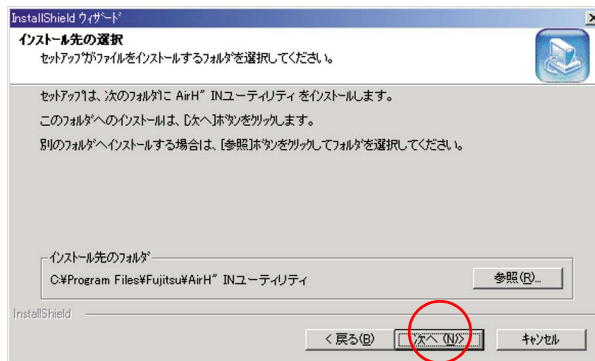 InstallShield ウィザード
インストール先の選択
セットアップがファイルをインストールするフォルダを選択してください。
セットアップは、次のフォルダに AirH" INユーティリティ をインストールします。
このフォルダへのインストールは、[次へ]ボタンをクリックします。
別のフォルダへインストールする場合は、[参照]ボタンをクリックしてフォルダを選択してください。
インストール先のフォルダ
C:¥Program Files¥Fujitsu¥AirH" INユーティリティ
参照(R)...
InstallShield
< 戻る(B)
次へ (N)>
キャンセル